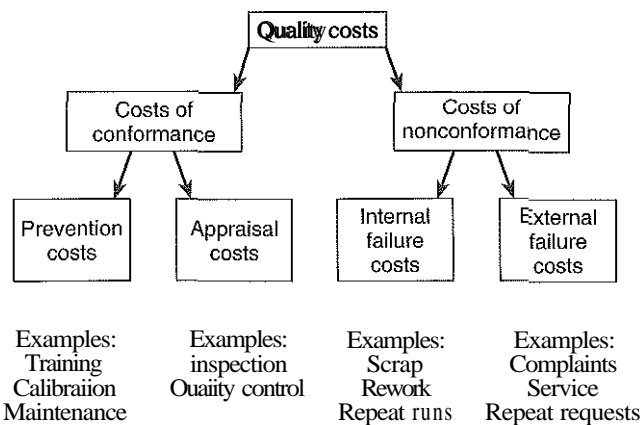 Quality costs
Costs of
conformance
Costs of
nonconformance
Prevention
costs
Appraisal
costs
Internal
failure
costs
External
failure
costs
Examples:
Training
Calibraiion
Maintenance
Examples:
inspection
Ouaiity control
Examples:
Scrap
Rework
Repeat runs
Examples:
Complaints
Service
Repeat requests